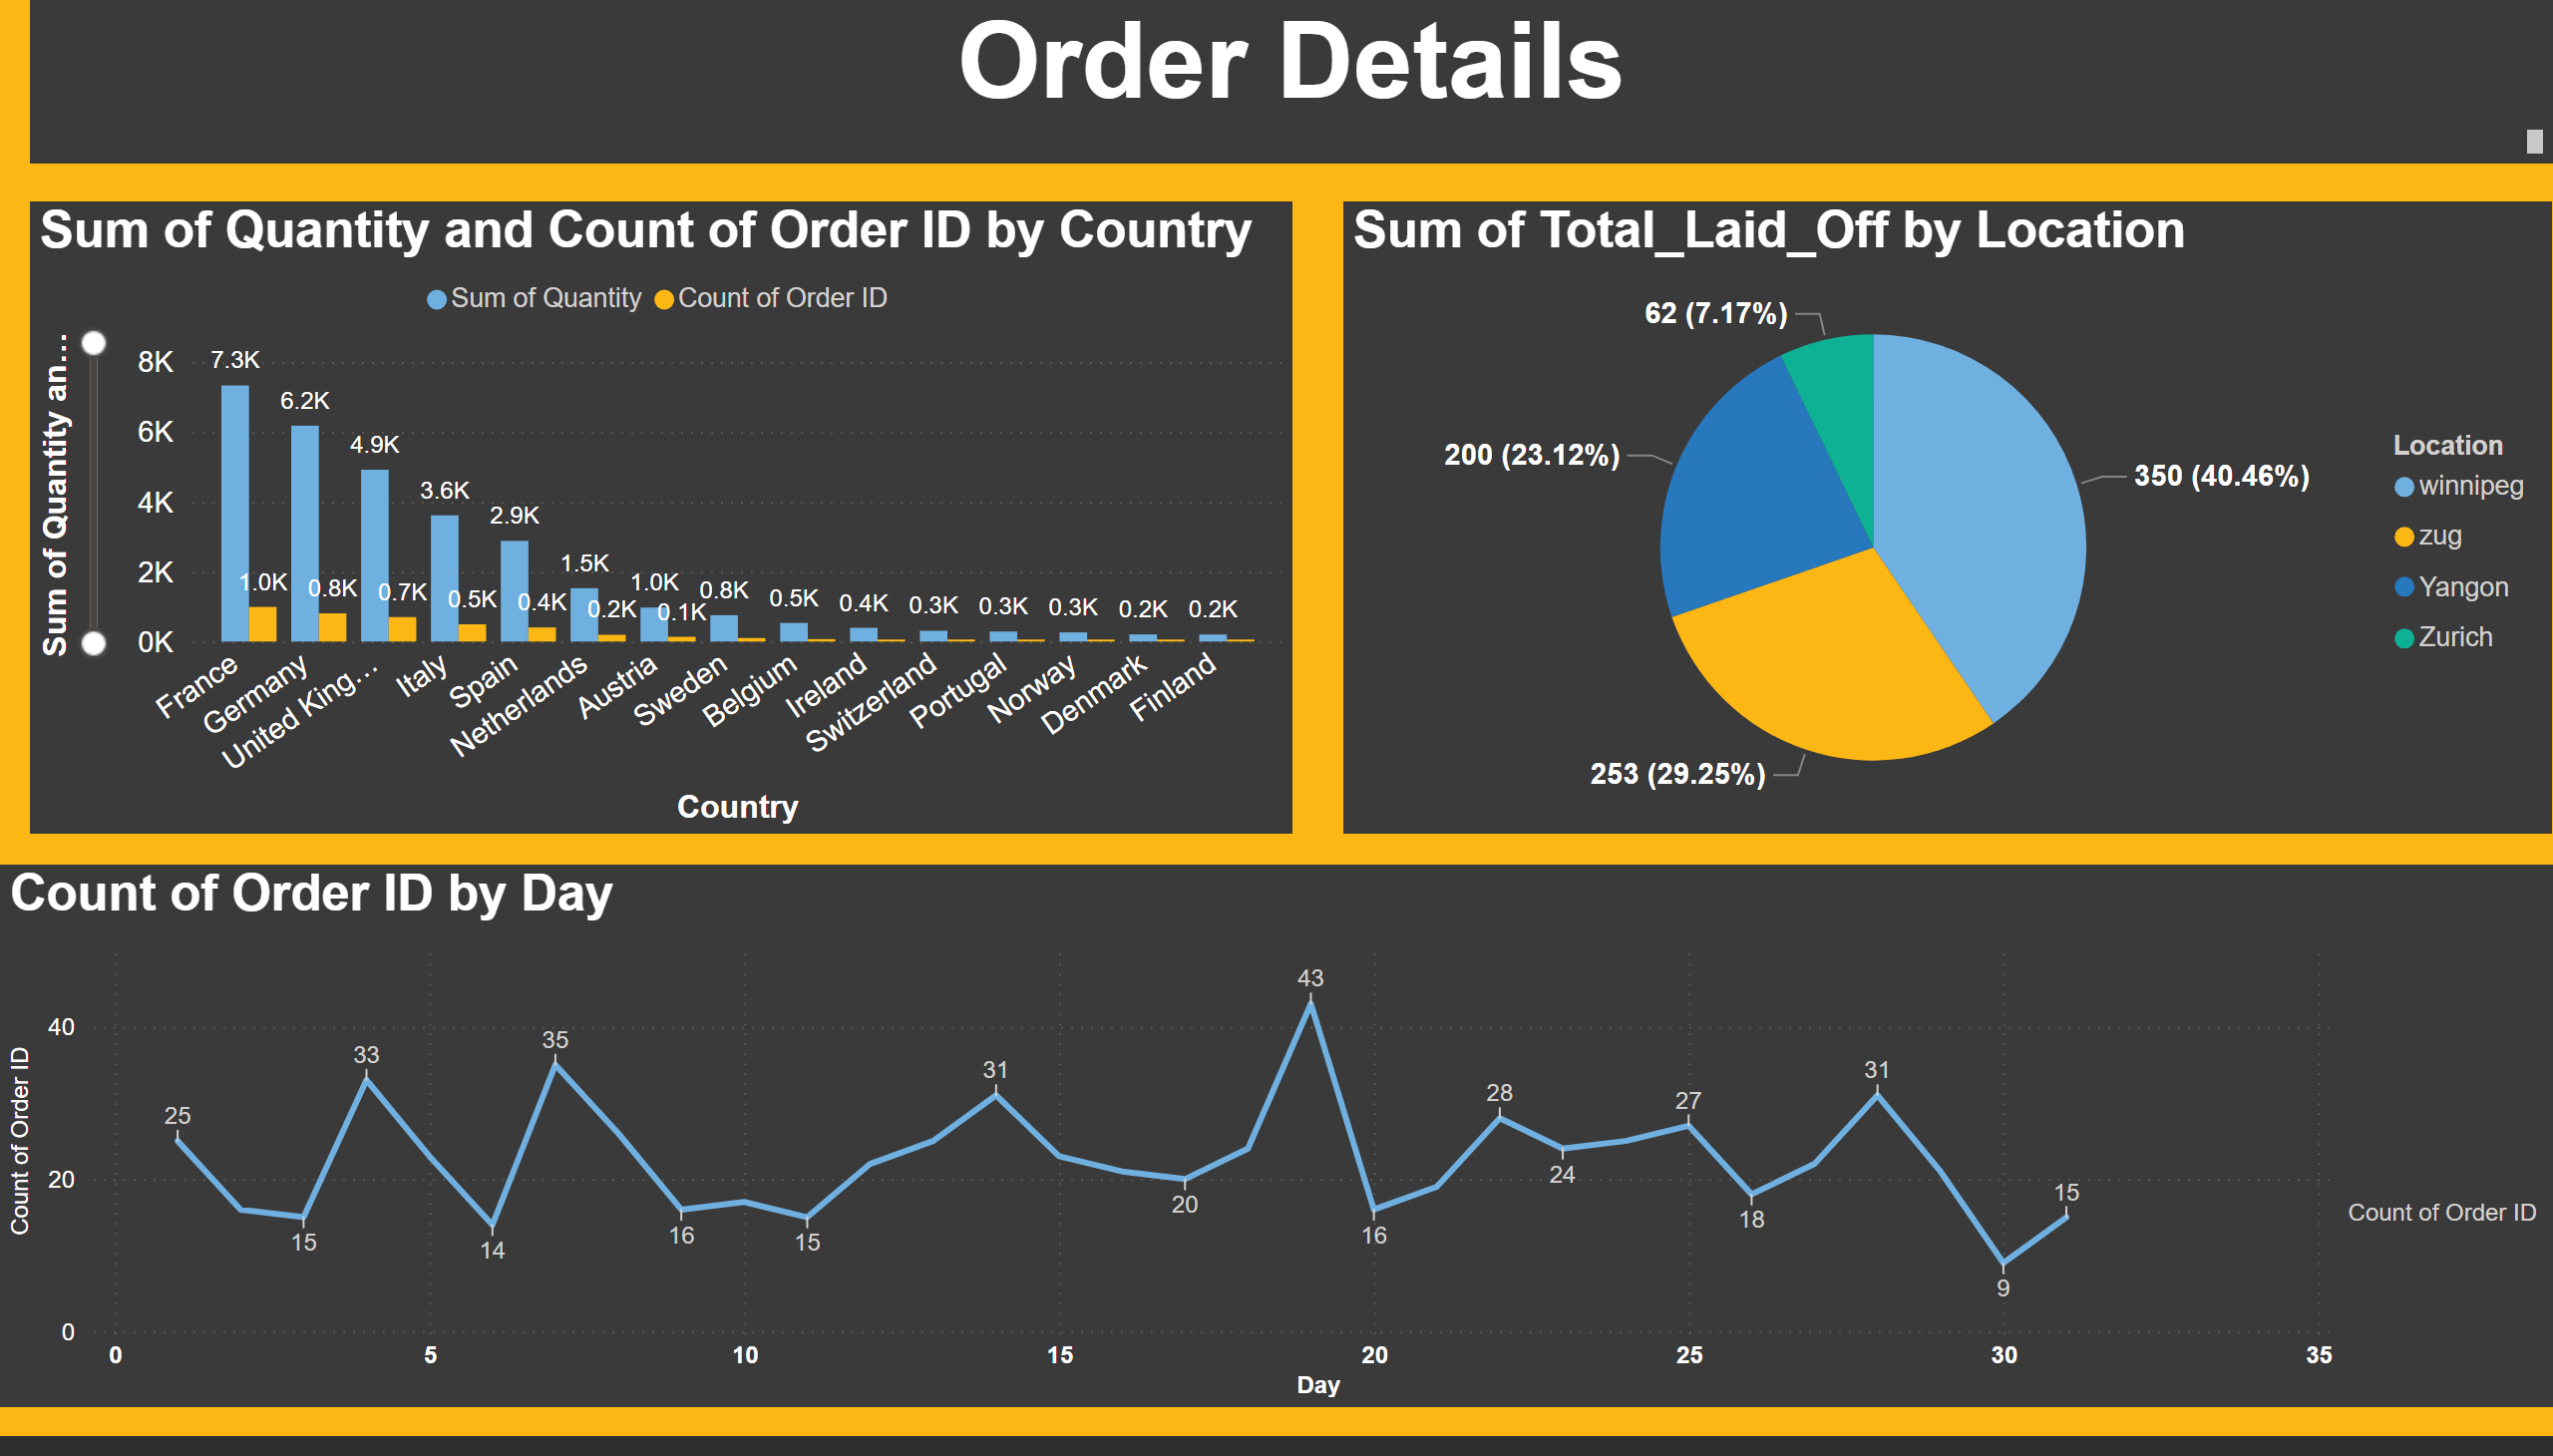 Order Details
Sum of Quantity and Count of Order ID by Country
Sum of Quantity Count of Order ID
Sum of Quantity an...
8K
6K
4K
2K
0K
7.3K
6.2K
4.9K
3.6K
2.9K
1.5K
1.0K
0.8K
0.5K
0.4K
0.3K
0.3K
0.3K
0.2K
0.2K
1.0K
0.8K
0.7K
0.5K
0.4K
0.2K
0.1K
France
Germany
United King...
Italy
Spain
Netherlands
Austria
Sweden
Belgium
Ireland
Switzerland
Portugal
Norway
Denmark
Finland
Country
Sum of Total_Laid_Off by Location
62 (7.17%)
200 (23.12%)
350 (40.46%)
253 (29.25%)
Location
winnipeg
zug
Yangon
Zurich
Count of Order ID by Day
Count of Order ID
40
20
0
25
15
33
14
35
16
15
31
20
43
16
28
24
27
18
31
9
15
Count of Order ID
0 5 10 15 20 25 30 35
Day